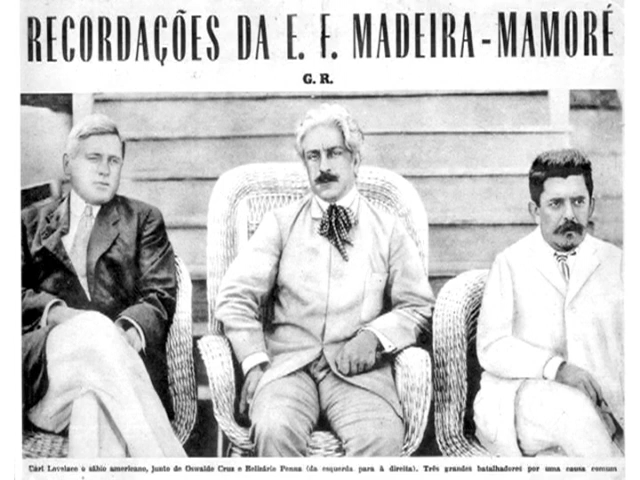 RECORDAÇÕES DA E. F. MADEIRA-MAMORÉ
G. R.
Carl Lovelace o sábio americano, junto de Oswaldo Cruz e Belisário Penna (da esquerda para à direita). Três grandes batalhadores por uma causa comum